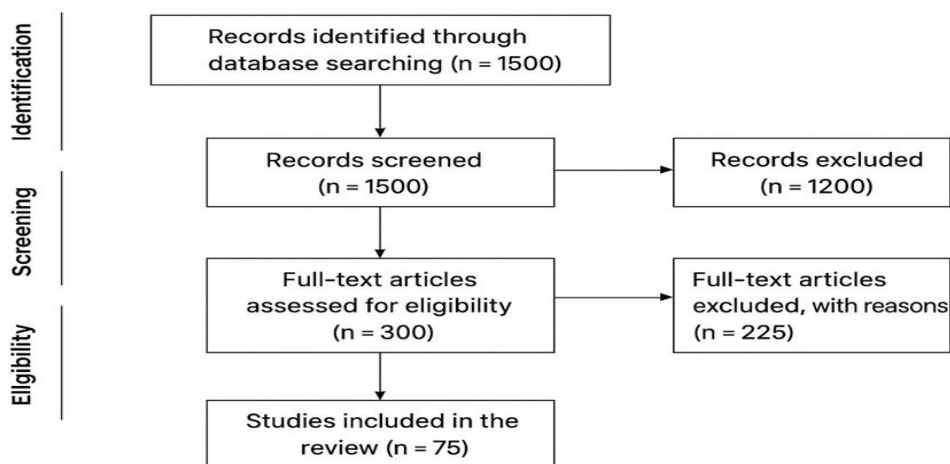 Identification
Records identified through
database searching (n = 1500)
Records screened
(n = 1500)
Records excluded
(n = 1200)
Screening
Full-text articles
assessed for eligibility
(n = 300)
Full-text articles
excluded, with reasons
(n = 225)
Ellgibility
Studies included in the
review (n = 75)